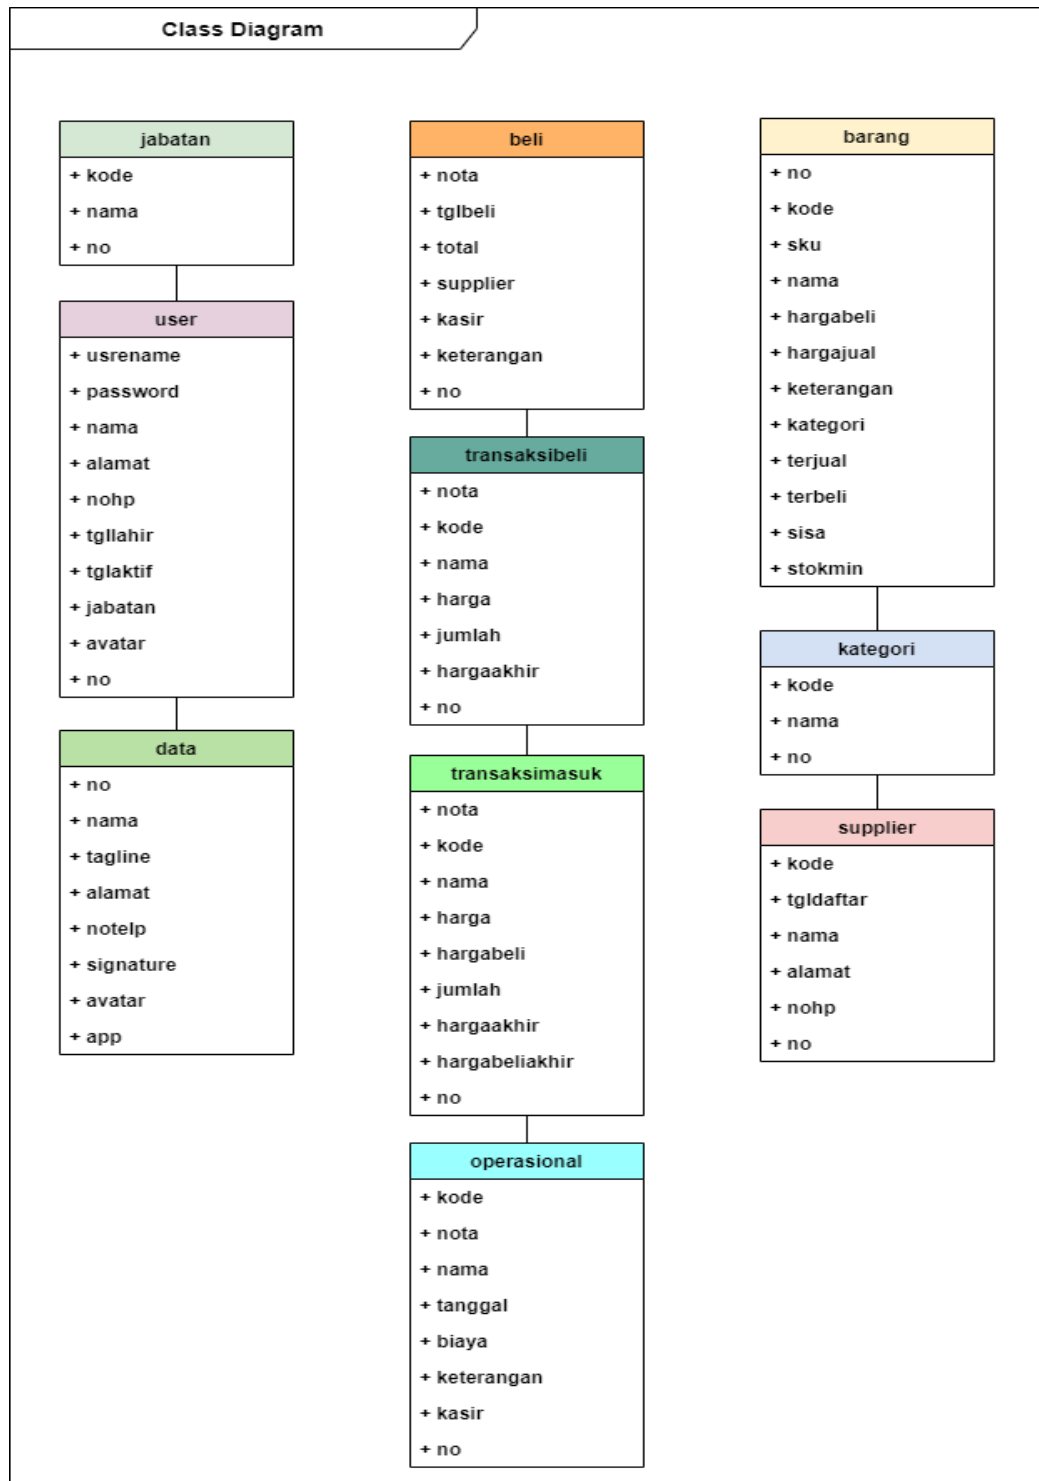 Class Diagram
jabatan
+ kode
+ nama
+ no
user
+ usrename
+ password
+ nama
+ alamat
+ nohp
+ tgllahir
+ tglaktif
+ jabatan
+ avatar
+ no
data
+ no
+ nama
+ tagline
+ alamat
+ notelp
+ signature
+ avatar
+ app
beli
+ nota
+ tglbeli
+ total
+ supplier
+ kasir
+ keterangan
+ no
transaksibeli
+ nota
+ kode
+ nama
+ harga
+ jumlah
+ hargaakhir
+ no
transaksimasuk
+ nota
+ kode
+ nama
+ harga
+ hargabeli
+ jumlah
+ hargaakhir
+ hargabeliakhir
+ no
operasional
+ kode
+ nota
+ nama
+ tanggal
+ biaya
+ keterangan
+ kasir
+ no
barang
+ no
+ kode
+ sku
+ nama
+ hargabeli
+ hargajual
+ keterangan
+ kategori
+ terjual
+ terbeli
+ sisa
+ stokmin
kategori
+ kode
+ nama
+ no
supplier
+ kode
+ tgldaftar
+ nama
+ alamat
+ nohp
+ no